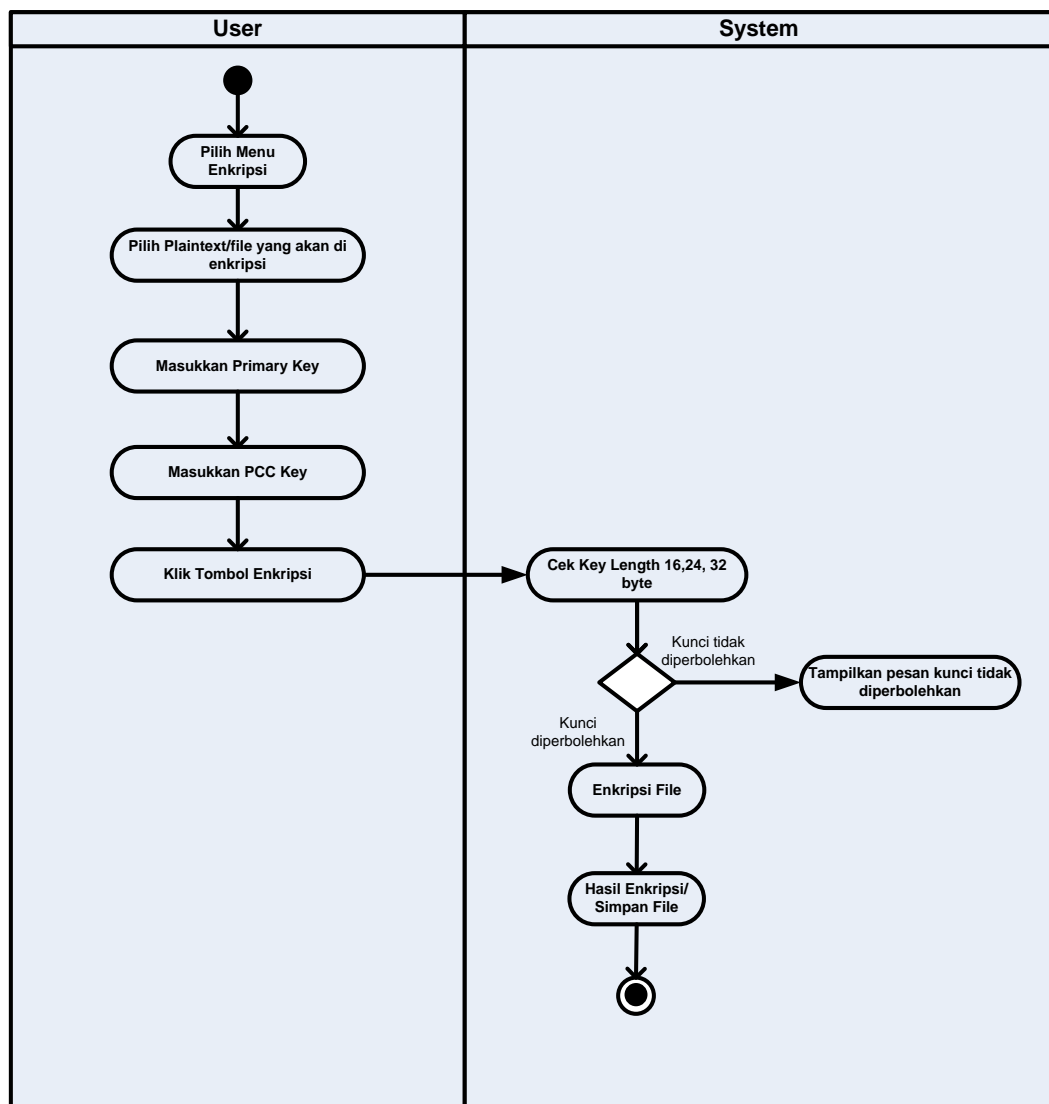 User
System
Pilih Menu
Enkripsi
Pilih Plaintext/file yang akan di
enkripsi
Masukkan Primary Key
Masukkan PCC Key
Klik Tombol Enkripsi
Cek Key Length 16,24, 32
byte
Kunci tidak
diperbolehkan
Tampilkan pesan kunci tidak
diperbolehkan
Kunci
diperbolehkan
Enkripsi File
Hasil Enkripsi/
Simpan File